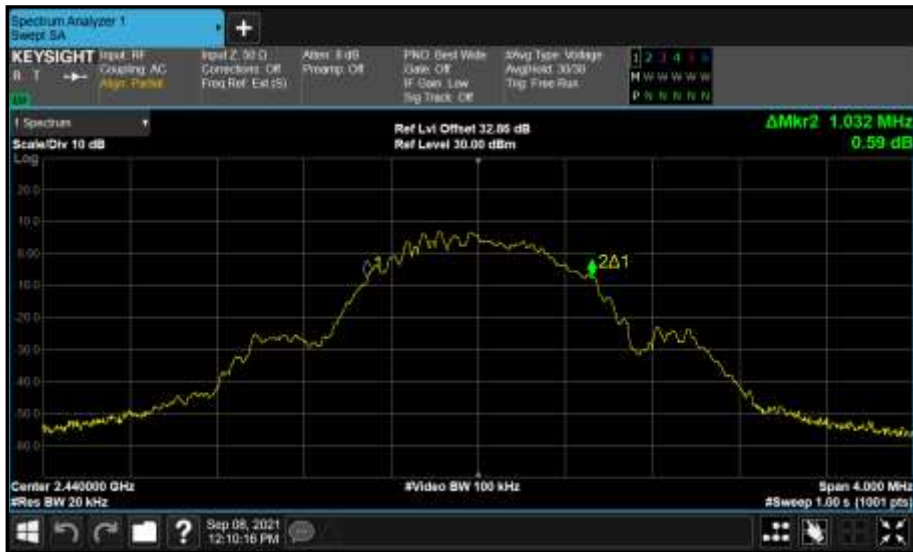 Spectrum Analyzer 1
Swept SA
+
KEYSIGHT Input: RF
R T Coupling: AC
Align: Partial
Input Z: 50 Ω
Corrections: Off
Freq Ref: Ext (S)
Atten: 8 dB
Preamp: Off
PNO: Best Wide
Gate: Off
IF Gain: Low
Sig Track: Off
#Avg Type: Voltage
Avg|Hold: 30/30
Trig: Free Run
1 2 3 4 5 6
M W W W W W
P N N N N N
1 Spectrum
Scale/Div 10 dB
Ref Lvl Offset 32.86 dB
Ref Level 30.00 dBm
ΔMkr2 1.032 MHz
0.59 dB
Log
20.0
10.0
0.00
-10.0
-20.0
-30.0
-40.0
-50.0
-60.0
2Δ1
Center 2.440000 GHz
#Res BW 20 kHz
#Video BW 100 kHz
Span 4.000 MHz
#Sweep 1.00 s (1001 pts)
?
Sep 08, 2021
12:10:16 PM